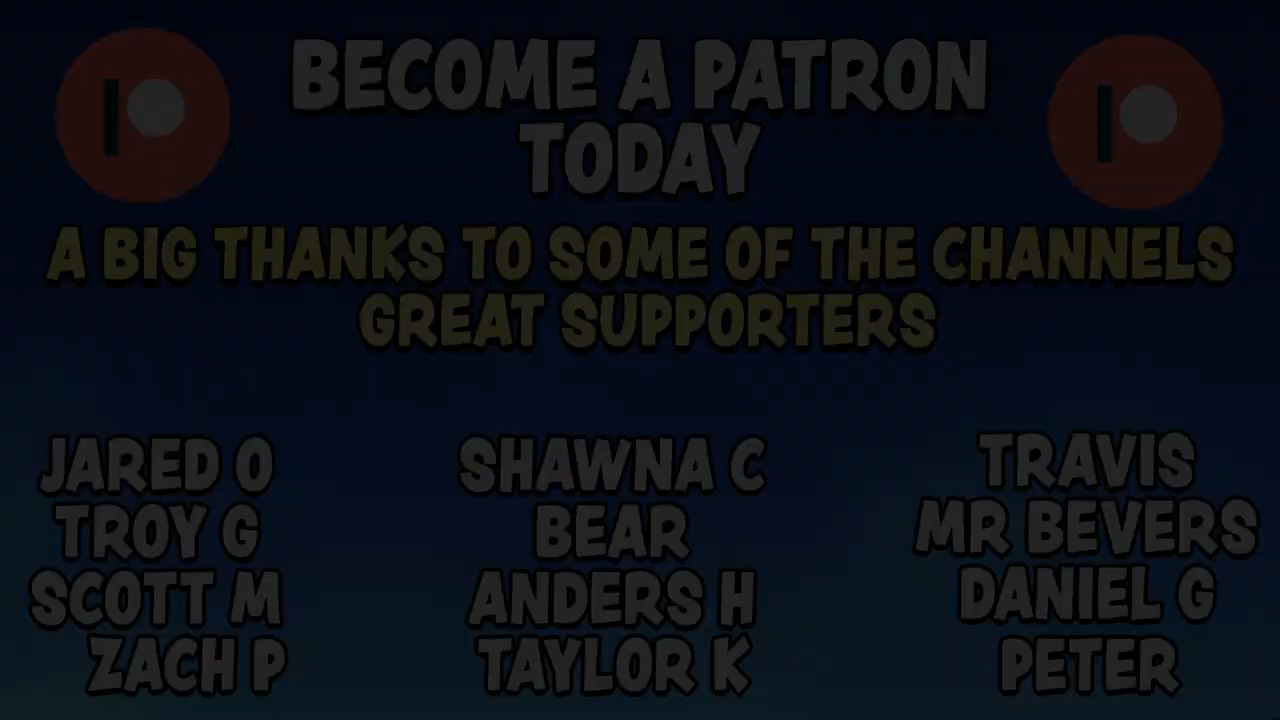 BECOME A PATRON
TODAY
A BIG THANKS TO SOME OF THE CHANNELS
GREAT SUPPORTERS
JARED O
TROY G
SCOTT M
ZACH P
SHAWNA C
BEAR
ANDERS H
TAYLOR K
TRAVIS
MR BEVERS
DANIEL G
PETER